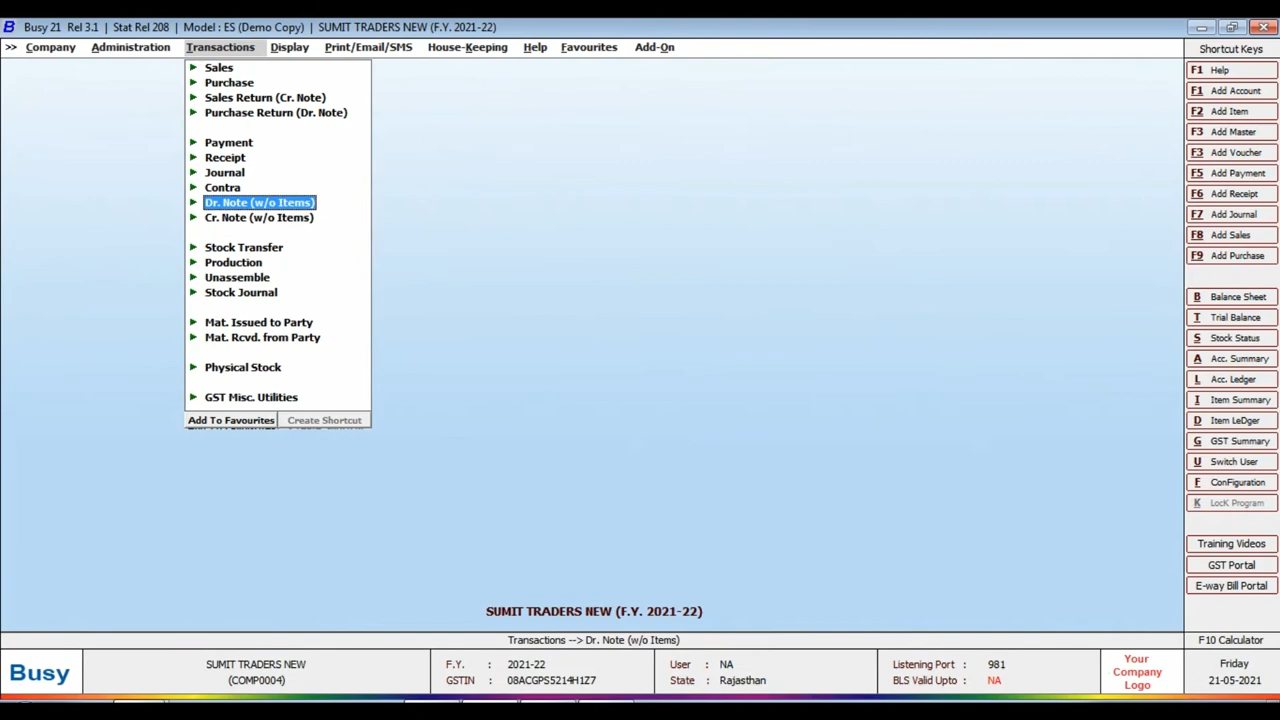 Busy 21 Rel 3.1 | Stat Rel 208 | Model : ES (Demo Copy) | SUMIT TRADERS NEW (F.Y. 2021-22)
>> Company Administration Transactions Display Print/Email/SMS House-Keeping Help Favourites Add-On
Sales
Purchase
Sales Return (Cr. Note)
Purchase Return (Dr. Note)
Payment
Receipt
Journal
Contra
Dr. Note (w/o Items)
Cr. Note (w/o Items)
Stock Transfer
Production
Unassemble
Stock Journal
Mat. Issued to Party
Mat. Rcvd. from Party
Physical Stock
GST Misc. Utilities
Add To Favourites Create Shortcut
Shortcut Keys
F1 Help
F1 Add Account
F2 Add Item
F3 Add Master
F3 Add Voucher
F5 Add Payment
F6 Add Receipt
F7 Add Journal
F8 Add Sales
F9 Add Purchase
B Balance Sheet
T Trial Balance
S Stock Status
A Acc. Summary
L Acc. Ledger
I Item Summary
D Item LeDger
G GST Summary
U Switch User
F ConFiguration
K LocK Program
Training Videos
GST Portal
E-way Bill Portal
SUMIT TRADERS NEW (F.Y. 2021-22)
Transactions --> Dr. Note (w/o Items)
F10 Calculator
Busy
SUMIT TRADERS NEW
(COMP0004)
F.Y. : 2021-22
GSTIN : 08ACGPS5214H1Z7
User : NA
State : Rajasthan
Listening Port : 981
BLS Valid Upto : NA
Your
Company
Logo
Friday
21-05-2021